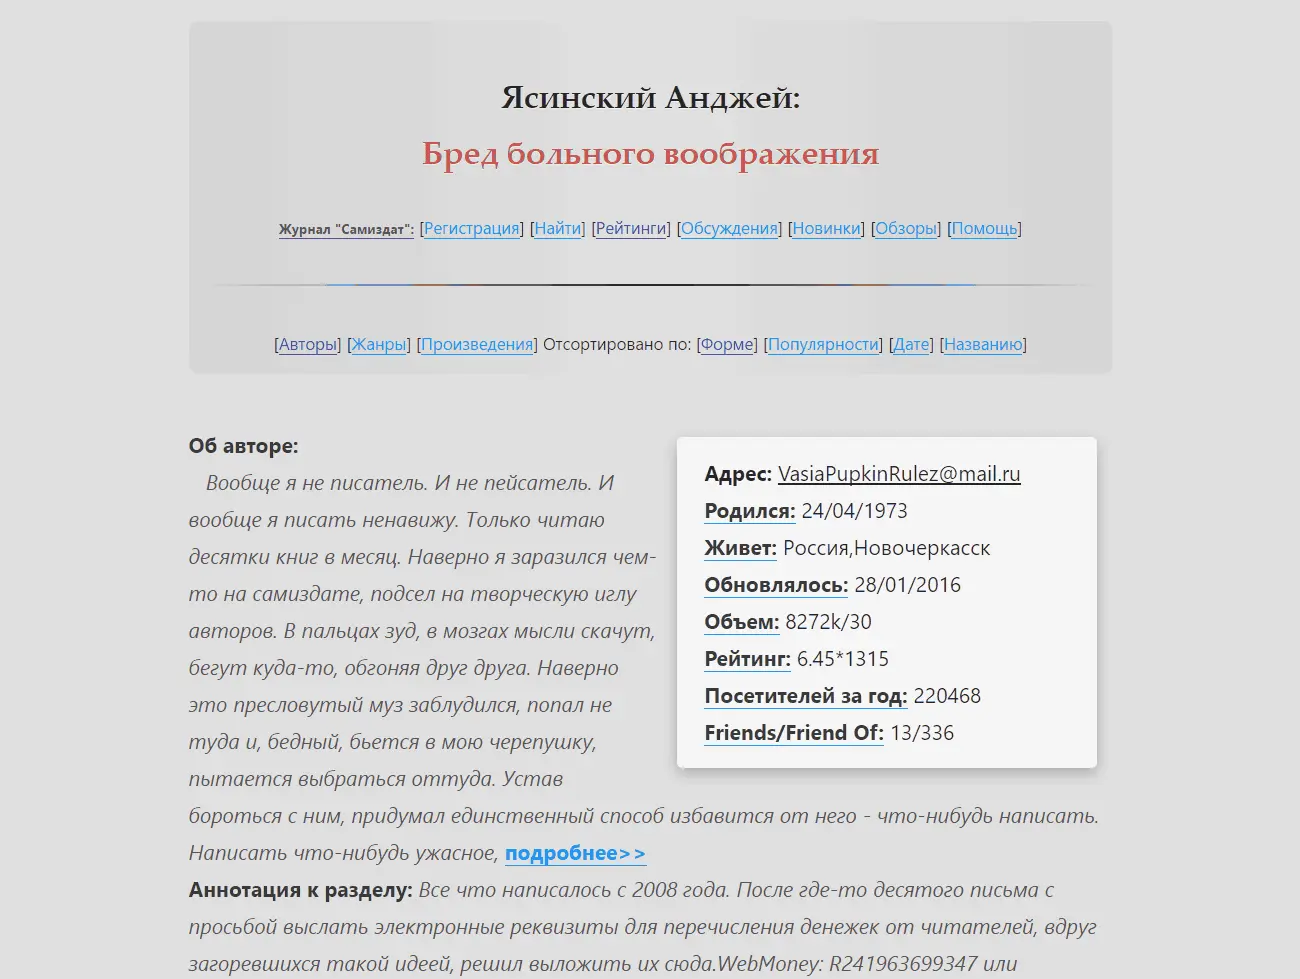 Ясинский Анджей:
Бред больного воображения
Журнал "Самиздат": [Регистрация] [Найти] [Рейтинги] [Обсуждения] [Новинки] [Обзоры] [Помощь]
[Авторы] [Жанры] [Произведения] Отсортировано по: [Форме] [Популярности] [Дате] [Названию]
Об авторе:
Вообще я не писатель. И не пейсатель. И
вообще я писать ненавижу. Только читаю
десятки книг в месяц. Наверно я заразился чем-
то на самиздате, подсел на творческую иглу
авторов. В пальцах зуд, в мозгах мысли скачут,
бегут куда-то, обгоняя друг друга. Наверно
это пресловутый муз заблудился, попал не
туда и, бедный, бьется в мою черепушку,
пытается выбраться оттуда. Устав
бороться с ним, придумал единственный способ избавится от него - что-нибудь написать.
Написать что-нибудь ужасное, подробнее>>
Адрес: VasiaPupkinRulez@mail.ru
Родился: 24/04/1973
Живет: Россия,Новочеркасск
Обновлялось: 28/01/2016
Объем: 8272k/30
Рейтинг: 6.45*1315
Посетителей за год: 220468
Friends/Friend Of: 13/336
Аннотация к разделу: Все что написалось с 2008 года. После где-то десятого письма с
просьбой выслать электронные реквизиты для перечисления денежек от читателей, вдруг
загоревшихся такой идеей, решил выложить их сюда.WebMoney: R241963699347 или